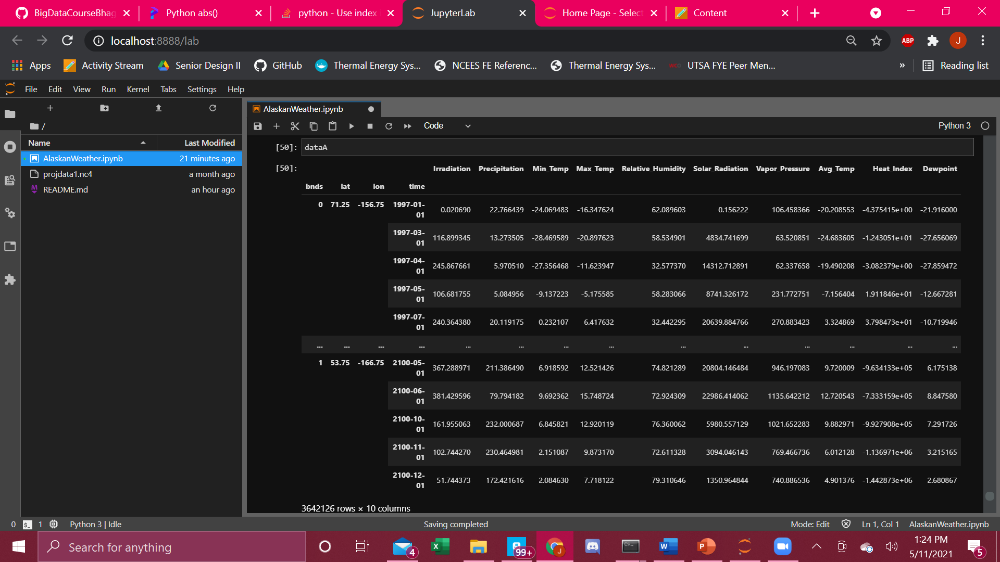 BigDataCourseBhag
Python abs()
python - Use index
JupyterLab
Home Page - Select
Content
localhost:8888/lab
ABP
J
Apps
Activity Stream
Senior Design II
GitHub
Thermal Energy Sys...
NCEES FE Referenc...
Thermal Energy Sys...
UTSA FYE Peer Men...
»
Reading list
File Edit View Run Kernel Tabs Settings Help
AlaskanWeather.ipynb
Code
Python 3
/
Name Last Modified
AlaskanWeather.ipynb 21 minutes ago
projdata1.nc4 a month ago
README.md an hour ago
[50]: dataA
[50]:
Irradiation Precipitation Min_Temp Max_Temp Relative_Humidity Solar_Radiation Vapor_Pressure Avg_Temp Heat_Index Dewpoint
bnds lat lon time
0 71.25 -156.75 1997-01-01 0.020690 22.766439 -24.069483 -16.347624 62.089603 0.156222 106.458366 -20.208553 -4.375415e+00 -21.916000
1997-03-01 116.899345 13.273505 -28.469589 -20.897623 58.534901 4834.741699 63.520851 -24.683605 -1.243051e+01 -27.656069
1997-04-01 245.867661 5.970510 -27.356468 -11.623947 32.577370 14312.712891 62.337658 -19.490208 -3.082379e+00 -27.859472
1997-05-01 106.681755 5.084956 -9.137223 -5.175585 58.283066 8741.326172 231.772751 -7.156404 1.911846e+01 -12.667281
1997-07-01 240.364380 20.119175 0.232107 6.417632 32.442295 20639.884766 270.883423 3.324869 3.798473e+01 -10.719946
... ... ... ... ... ... ... ... ... ... ... ... ... ...
1 53.75 -166.75 2100-05-01 367.288971 211.386490 6.918592 12.521426 74.821289 20804.146484 946.197083 9.720009 -9.634133e+05 6.175138
2100-06-01 381.429596 79.794182 9.692362 15.748724 72.924309 22986.414062 1135.642212 12.720543 -7.333159e+05 8.847580
2100-10-01 161.955063 232.000687 6.845821 12.920119 76.360062 5980.557129 1021.652283 9.882971 -9.927908e+05 7.291726
2100-11-01 102.744270 230.464981 2.151087 9.873170 72.611328 3094.046143 769.466736 6.012128 -1.136971e+06 3.215165
2100-12-01 51.744373 172.421616 2.084630 7.718122 79.310646 1350.964844 740.886536 4.901376 -1.442873e+06 2.680867
3642126 rows × 10 columns
0 1 Python 3 | Idle
Saving completed
Mode: Edit
Ln 1, Col 1 AlaskanWeather.ipynb
Search for anything
4
99+
J
1:24 PM
5/11/2021
5